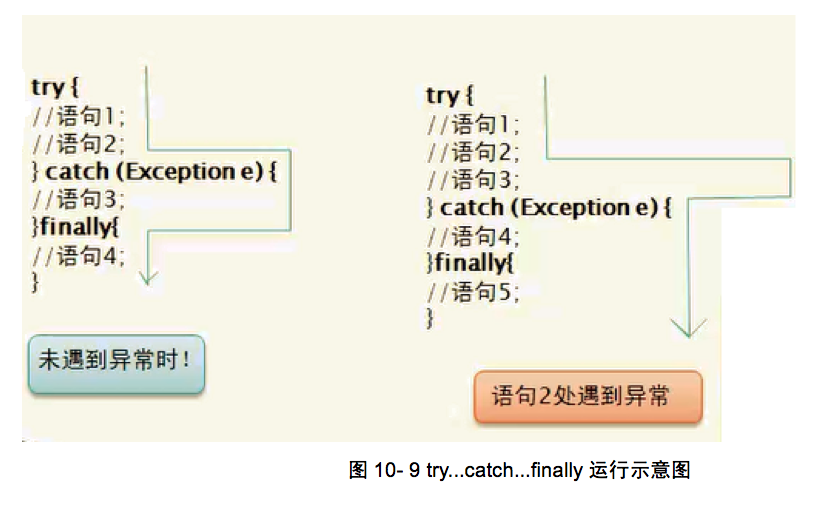 try {
//语句1;
//语句2;
} catch (Exception e) {
//语句3;
}finally{
//语句4;
}
未遇到异常时!
try {
//语句1;
//语句2;
//语句3;
} catch (Exception e) {
//语句4;
}finally{
//语句5;
}
语句2处遇到异常
图 10- 9 try...catch...finally 运行示意图